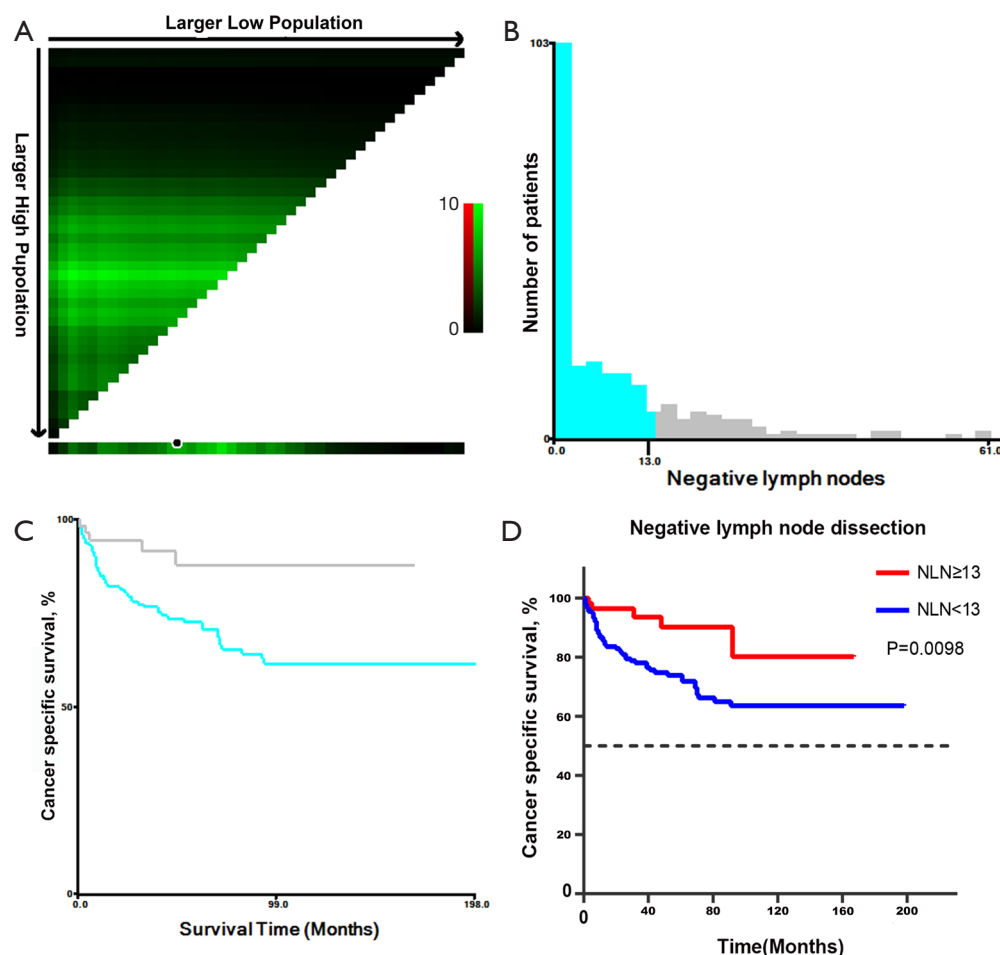 A
Larger Low Population
Larger High Pupolation
10
0
B
103
Number of patients
0
0.0
13.0
61.0
Negative lymph nodes
C
100
50
0
Cancer specific survival, %
0.0
99.0
198.0
Survival Time (Months)
D
Negative lymph node dissection
NLN≥13
NLN<13
P=0.0098
Cancer specific survival, %
100
80
60
40
20
0
0
40
80
120
160
200
Time(Months)